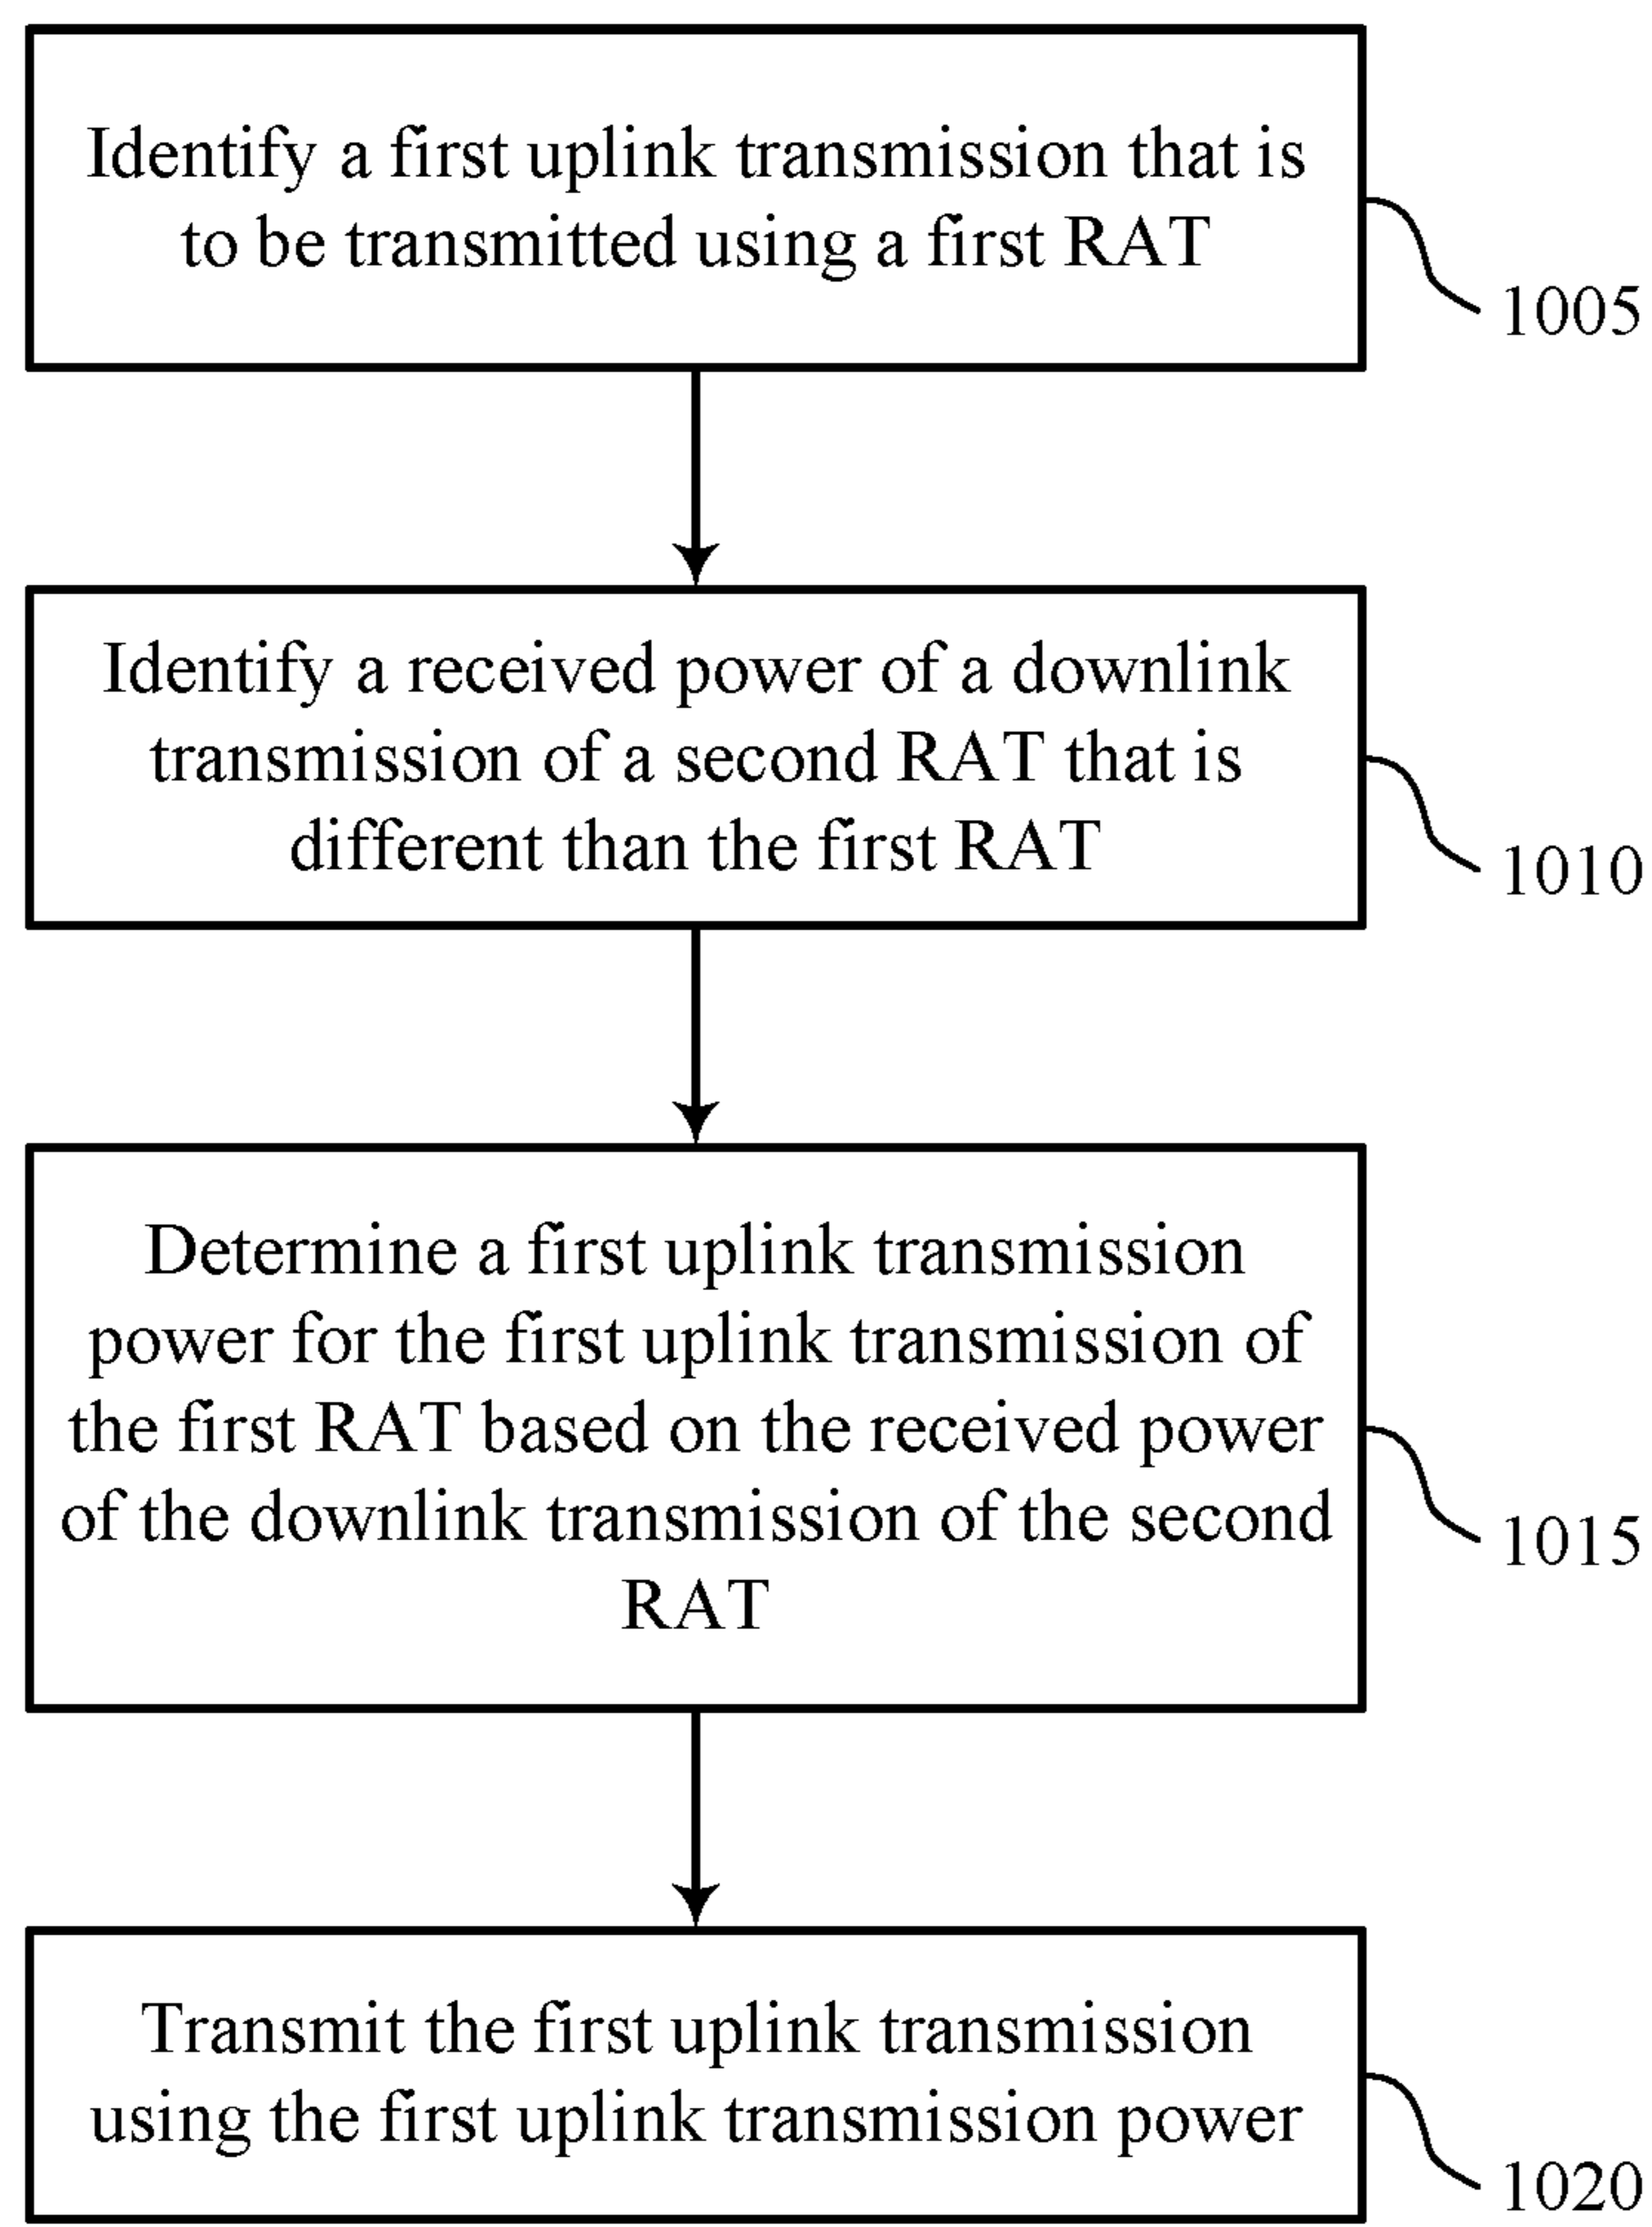 Identify a first uplink transmission that is
to be transmitted using a first RAT
1005
Identify a received power of a downlink
transmission of a second RAT that is
different than the first RAT
1010
Determine a first uplink transmission
power for the first uplink transmission of
the first RAT based on the received power
of the downlink transmission of the second
RAT
1015
Transmit the first uplink transmission
using the first uplink transmission power
1020